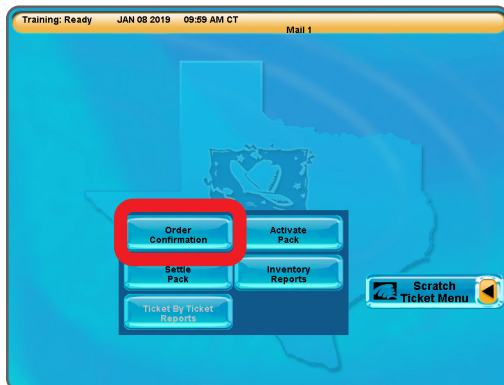 Training: Ready JAN 08 2019 09:59 AM CT
Mail 1
Order
Confirmation
Activate
Pack
Settle
Pack
Inventory
Reports
Scratch
Ticket Menu
Ticket By Ticket
Reports